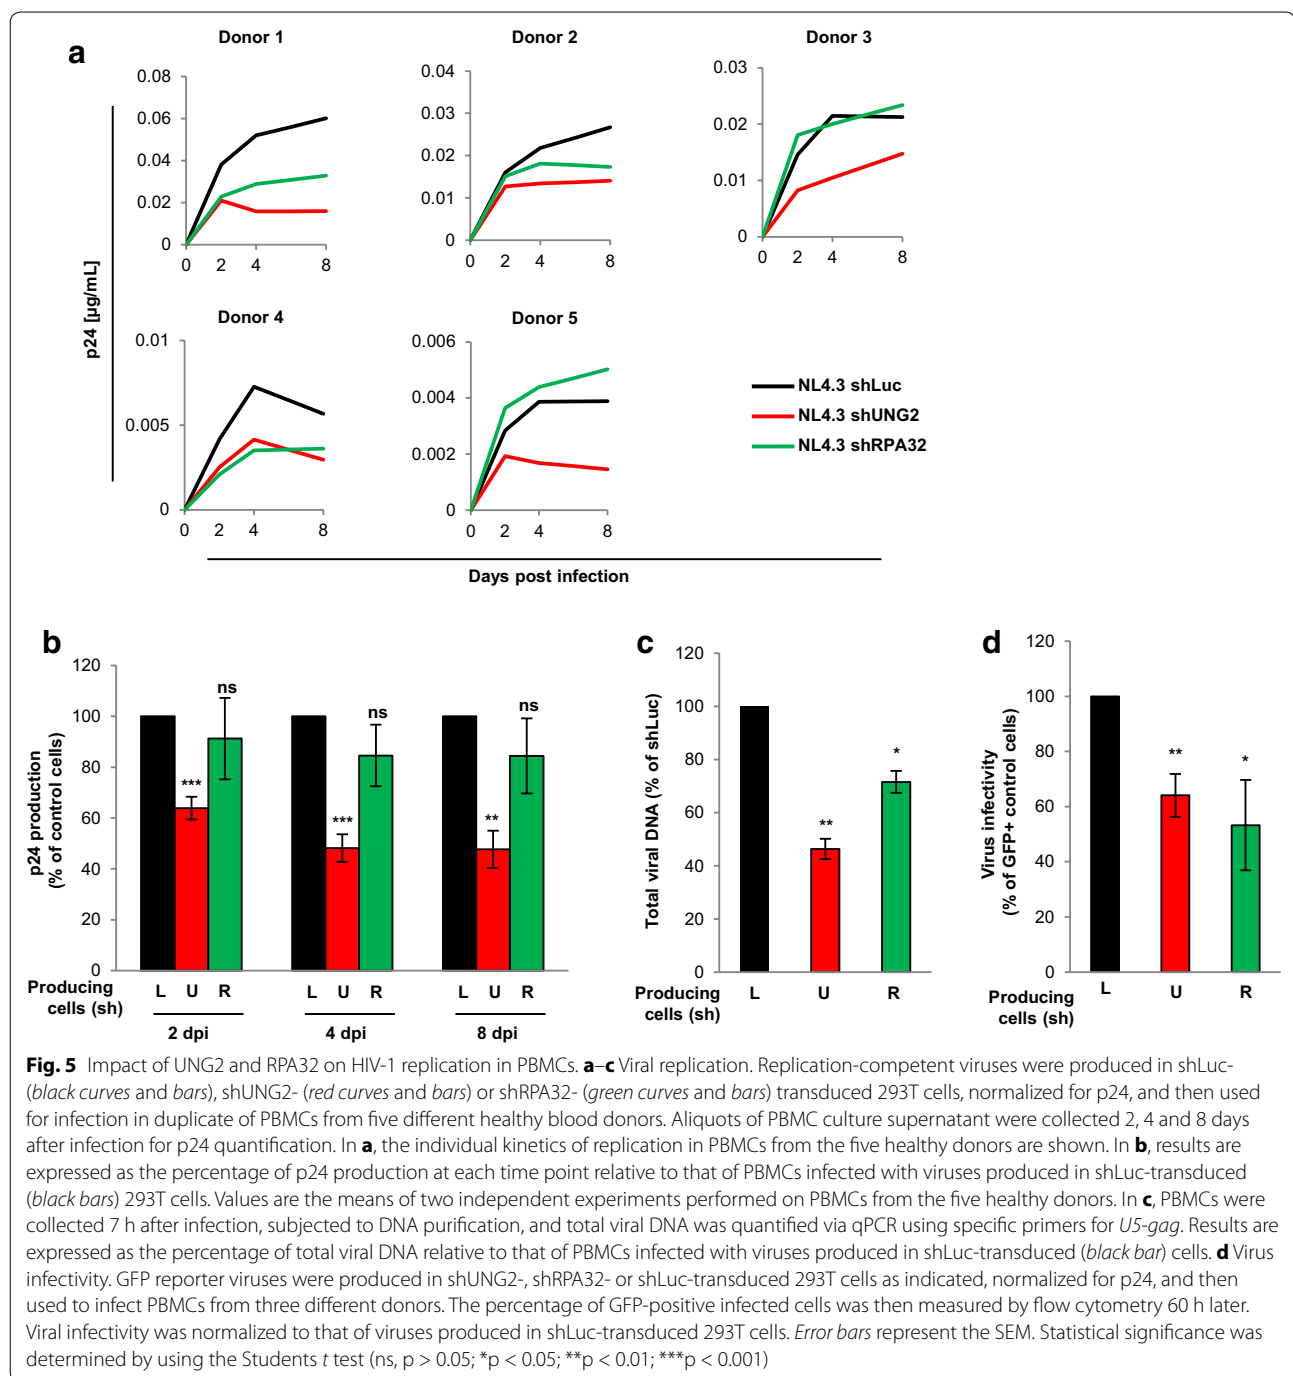 a
Donor 1
Donor 2
Donor 3
0.08
0.06
0.04
0.02
0
0 2 4 8
0.04
0.03
0.02
0.01
0
0 2 4 8
0.03
0.02
0.01
0
0 2 4 8
p24 [µg/mL]
Donor 4
Donor 5
0.01
0.005
0
0 2 4 8
0.006
0.004
0.002
0
0 2 4 8
NL4.3 shLuc
NL4.3 shUNG2
NL4.3 shRPA32
Days post infection
b
p24 production
(% of control cells)
120
100
80
60
40
20
0
*** ns
*** ns
** ns
Producing
cells (sh)
L U R L U R L U R
2 dpi 4 dpi 8 dpi
c
Total viral DNA (% of shLuc)
120
100
80
60
40
20
0
** *
Producing
cells (sh)
L U R
d
Virus infectivity
(% of GFP+ control cells)
120
100
80
60
40
20
0
** *
Producing
cells (sh)
L U R
Fig. 5 Impact of UNG2 and RPA32 on HIV-1 replication in PBMCs. a–c Viral replication. Replication-competent viruses were produced in shLuc-
(black curves and bars), shUNG2- (red curves and bars) or shRPA32- (green curves and bars) transduced 293T cells, normalized for p24, and then used
for infection in duplicate of PBMCs from five different healthy blood donors. Aliquots of PBMC culture supernatant were collected 2, 4 and 8 days
after infection for p24 quantification. In a, the individual kinetics of replication in PBMCs from the five healthy donors are shown. In b, results are
expressed as the percentage of p24 production at each time point relative to that of PBMCs infected with viruses produced in shLuc-transduced
(black bars) 293T cells. Values are the means of two independent experiments performed on PBMCs from the five healthy donors. In c, PBMCs were
collected 7 h after infection, subjected to DNA purification, and total viral DNA was quantified via qPCR using specific primers for U5-gag. Results are
expressed as the percentage of total viral DNA relative to that of PBMCs infected with viruses produced in shLuc-transduced (black bar) cells. d Virus
infectivity. GFP reporter viruses were produced in shUNG2-, shRPA32- or shLuc-transduced 293T cells as indicated, normalized for p24, and then
used to infect PBMCs from three different donors. The percentage of GFP-positive infected cells was then measured by flow cytometry 60 h later.
Viral infectivity was normalized to that of viruses produced in shLuc-transduced 293T cells. Error bars represent the SEM. Statistical significance was
determined by using the Students t test (ns, p > 0.05; *p < 0.05; **p < 0.01; ***p < 0.001)